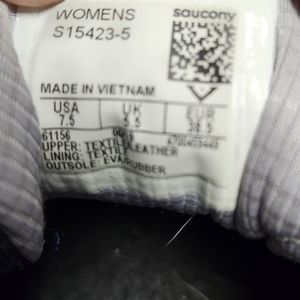 WOMENS saucony
S15423-5
MADE IN VIETNAM
USA UK EUR
7.5 5.5 38.5
61156
UPPER: TEXTILE/LEATHER
LINING: TEXTILE
OUTSOLE: EVA/RUBBER